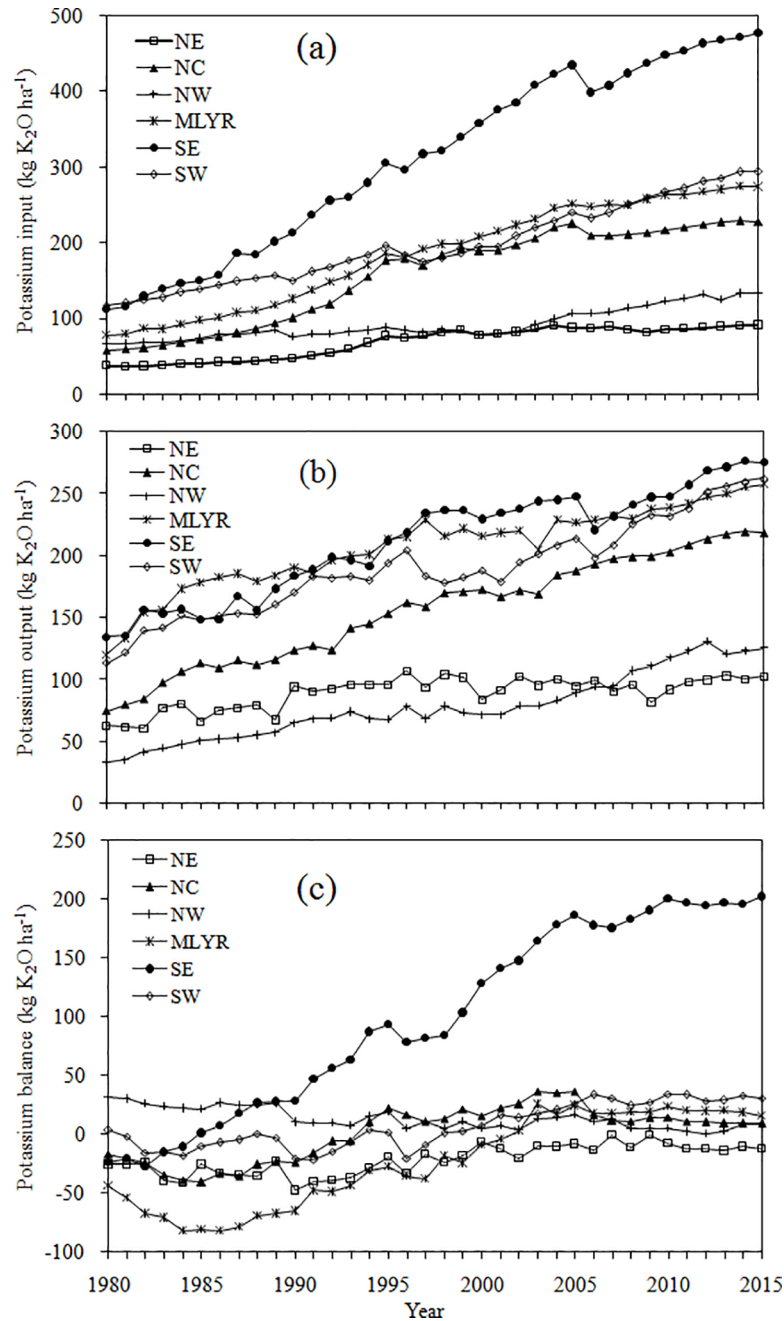 (a)
NE
NC
NW
MLYR
SE
SW
Potassium input (kg K₂O ha⁻¹)
500
400
300
200
100
0
(b)
NE
NC
NW
MLYR
SE
SW
Potassium output (kg K₂O ha⁻¹)
300
250
200
150
100
50
0
(c)
NE
NC
NW
MLYR
SE
SW
Potassium balance (kg K₂O ha⁻¹)
250
200
150
100
50
0
-50
-100
1980 1985 1990 1995 2000 2005 2010 2015
Year